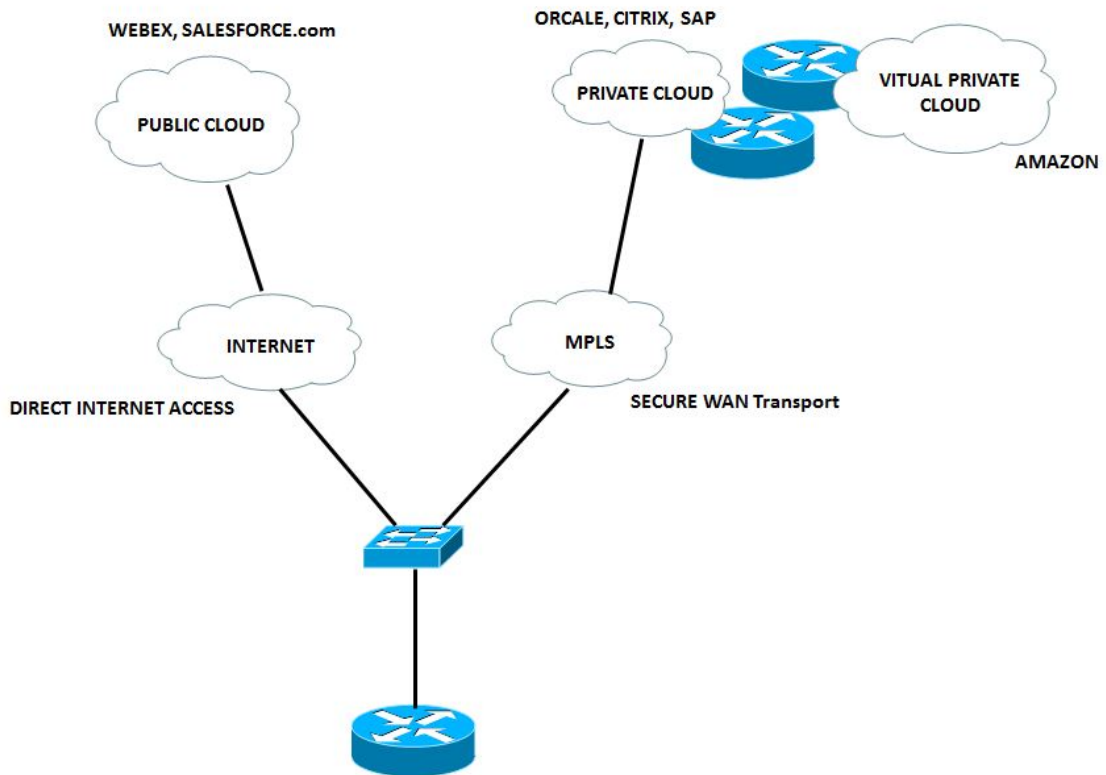 WEBEX, SALESFORCE.com
PUBLIC CLOUD
ORCALE, CITRIX, SAP
PRIVATE CLOUD
VITUAL PRIVATE
CLOUD
AMAZON
INTERNET
DIRECT INTERNET ACCESS
MPLS
SECURE WAN Transport